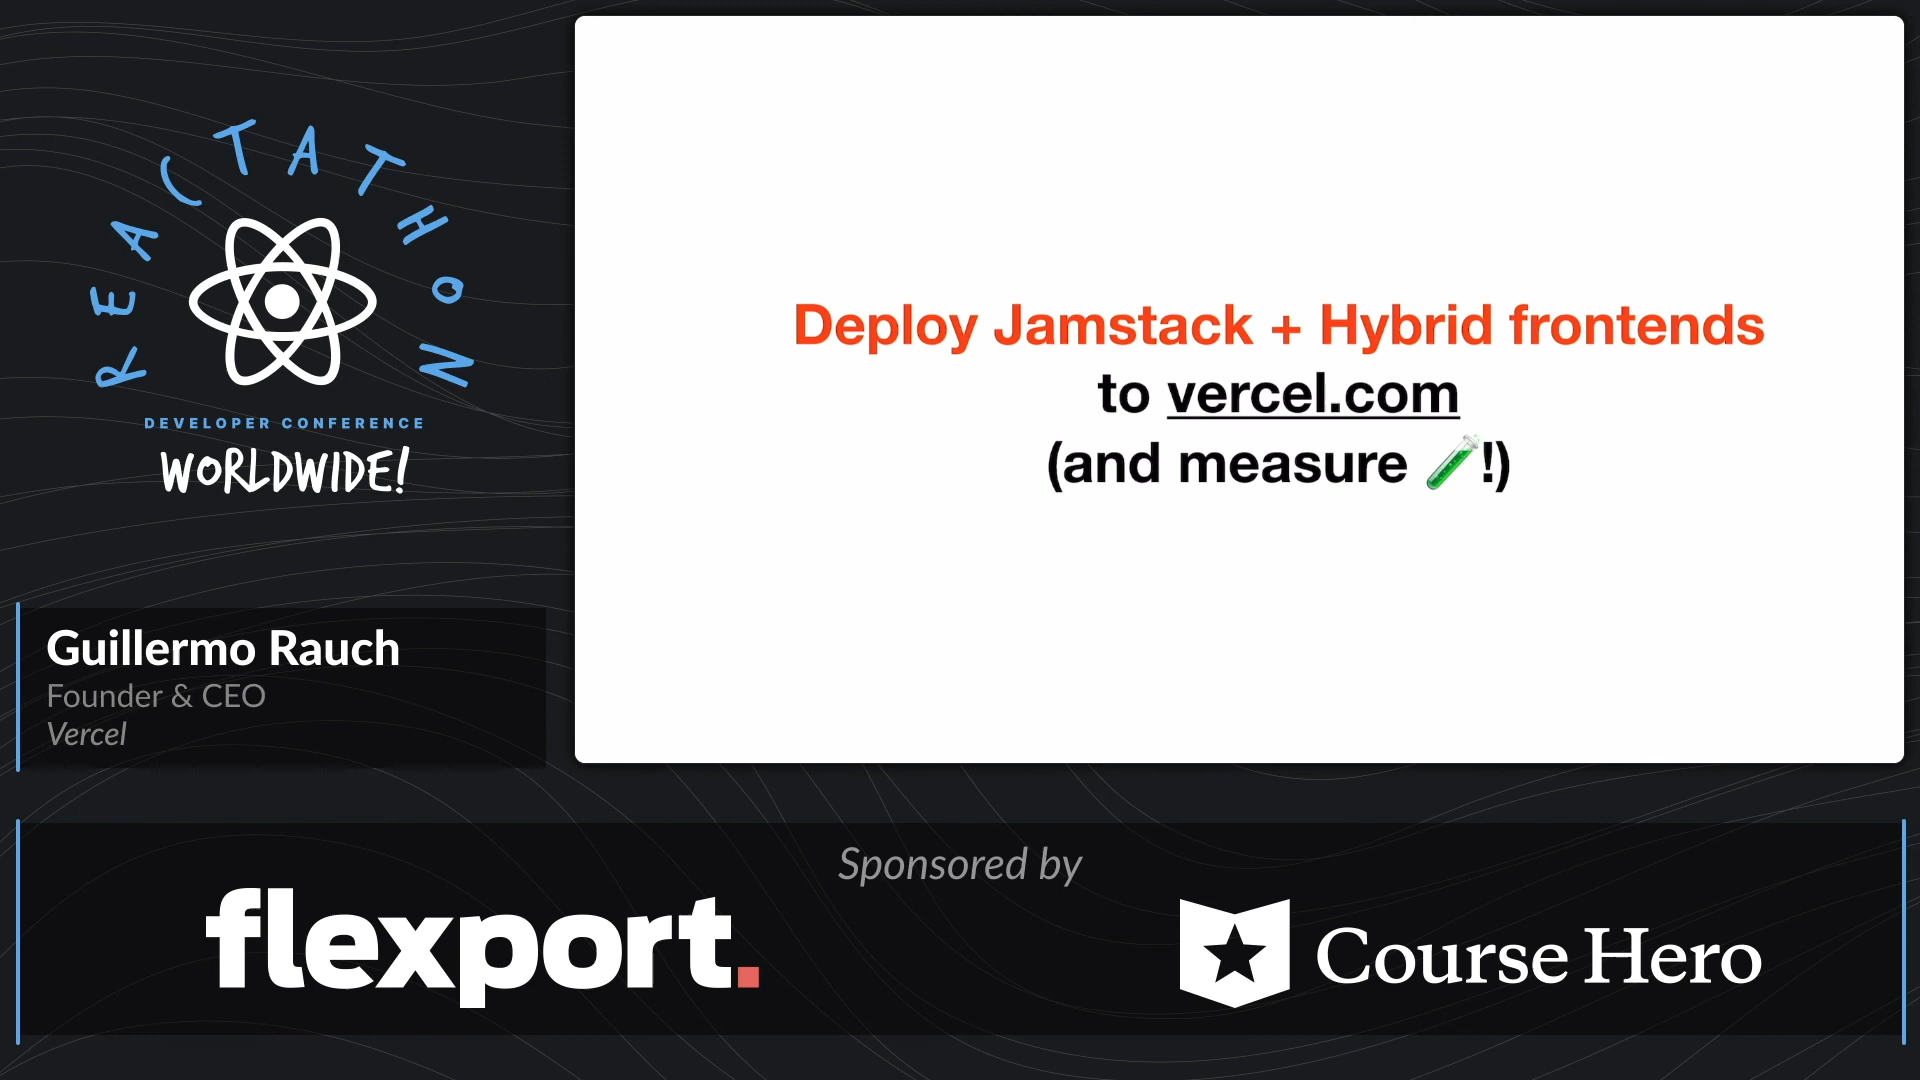 REACTATHON
DEVELOPER CONFERENCE
WORLDWIDE!
Deploy Jamstack + Hybrid frontends
to vercel.com
(and measure 🧪!)
Guillermo Rauch
Founder & CEO
Vercel
Sponsored by
flexport.
Course Hero